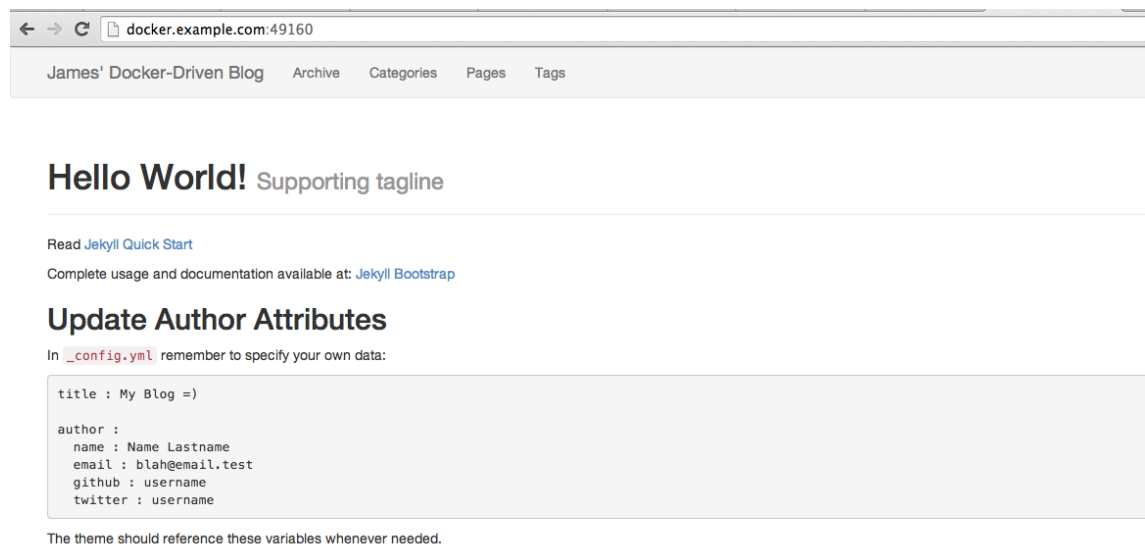 docker.example.com:49160
James' Docker-Driven Blog Archive Categories Pages Tags
Hello World! Supporting tagline
Read Jekyll Quick Start
Complete usage and documentation available at: Jekyll Bootstrap
Update Author Attributes
In _config.yml remember to specify your own data:
title : My Blog =)
author :
name : Name Lastname
email : blah@email.test
github : username
twitter : username
The theme should reference these variables whenever needed.